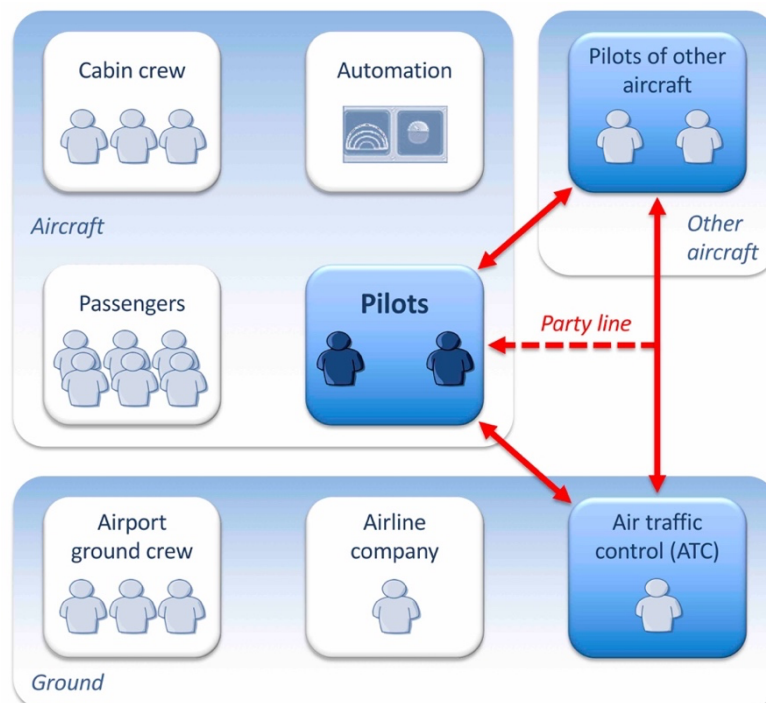 Cabin crew
Automation
Pilots of other
aircraft
Aircraft
Other
aircraft
Passengers
Pilots
Party line
Airport
ground crew
Airline
company
Air traffic
control (ATC)
Ground